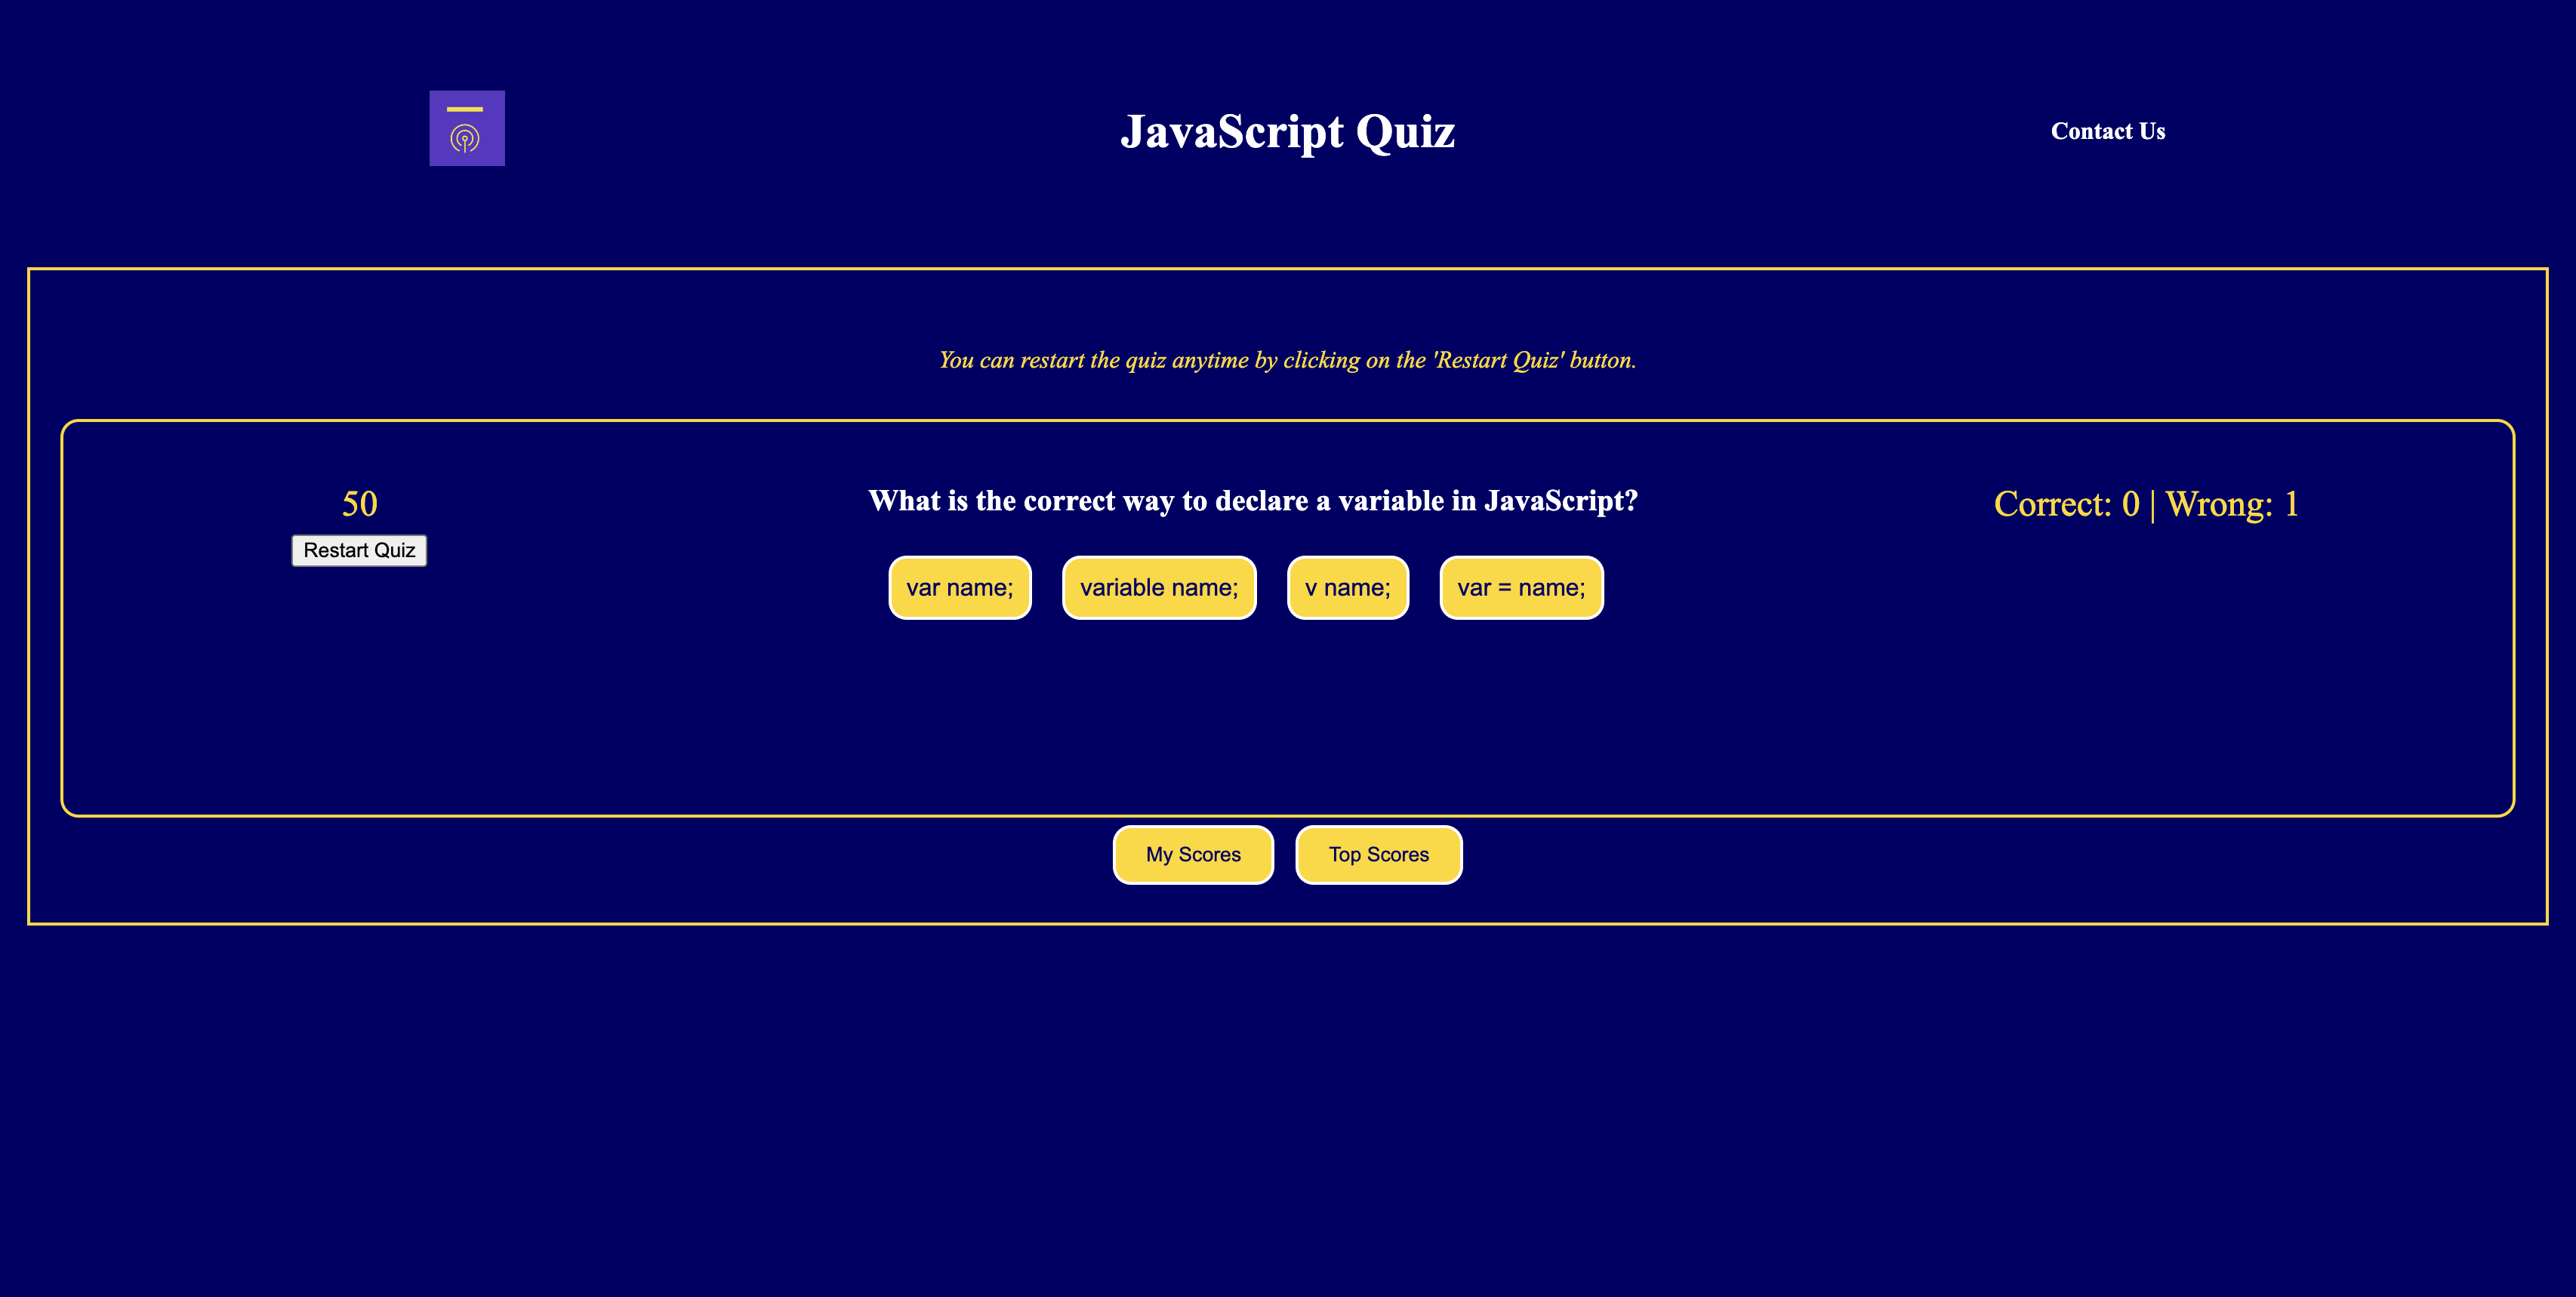 JavaScript Quiz
Contact Us
You can restart the quiz anytime by clicking on the 'Restart Quiz' button.
50
Restart Quiz
What is the correct way to declare a variable in JavaScript?
var name;
variable name;
v name;
var = name;
Correct: 0 | Wrong: 1
My Scores
Top Scores